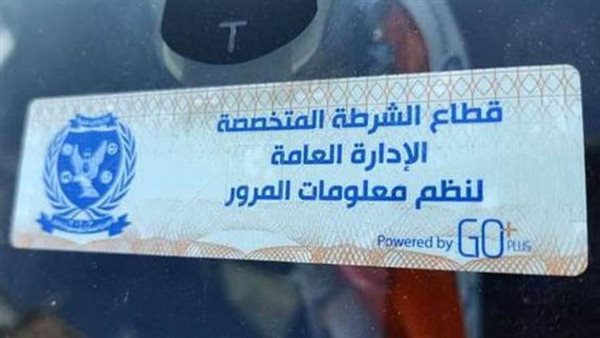 T
قطاع الشرطة المتخصصة
الإدارة العامة
لنظم معلومات المرور
Powered by GO+ PLUS